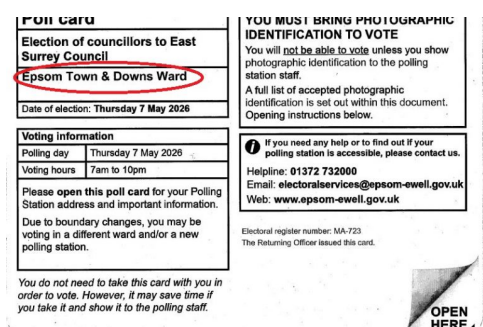 Poll card
Election of councillors to East
Surrey Council
Epsom Town & Downs Ward
Date of election: Thursday 7 May 2026
Voting information
Polling day Thursday 7 May 2026
Voting hours 7am to 10pm
Please open this poll card for your Polling
Station address and important information.
Due to boundary changes, you may be
voting in a different ward and/or a new
polling station.
You do not need to take this card with you in
order to vote. However, it may save time if
you take it and show it to the polling staff.
YOU MUST BRING PHOTOGRAPHIC
IDENTIFICATION TO VOTE
You will not be able to vote unless you show
photographic identification to the polling
station staff.
A full list of accepted photographic
identification is set out within this document.
Opening instructions below.
If you need any help or to find out if your
polling station is accessible, please contact us.
Helpline: 01372 732000
Email: electoralservices@epsom-ewell.gov.uk
Web: www.epsom-ewell.gov.uk
Electoral register number: MA-723
The Returning Officer issued this card.
OPEN
HERE